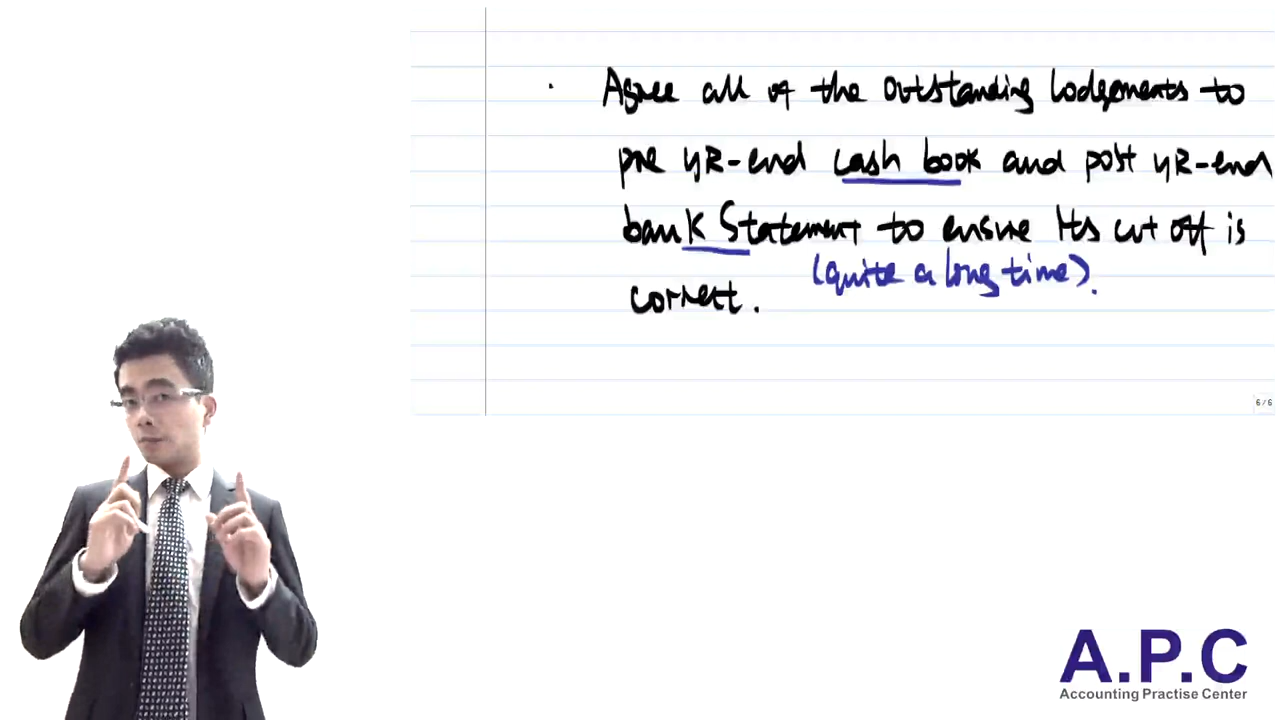 · Agree all of the outstanding lodgements to
pre yR-end cash book and post yR-end
bank Statement to ensure its cut off is
(quite a long time).
correct.
6/6
A.P.C
Accounting Practise Center